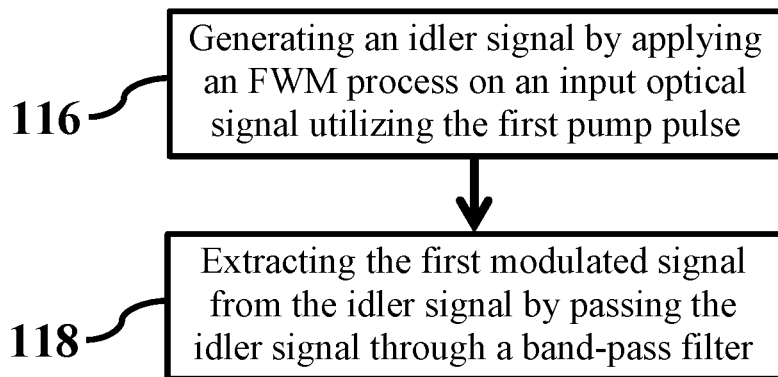 Generating an idler signal by applying
an FWM process on an input optical
116
signal utilizing the first pump pulse
Extracting the first modulated signal
from the idler signal by passing the
118
idler signal through a band-pass filter